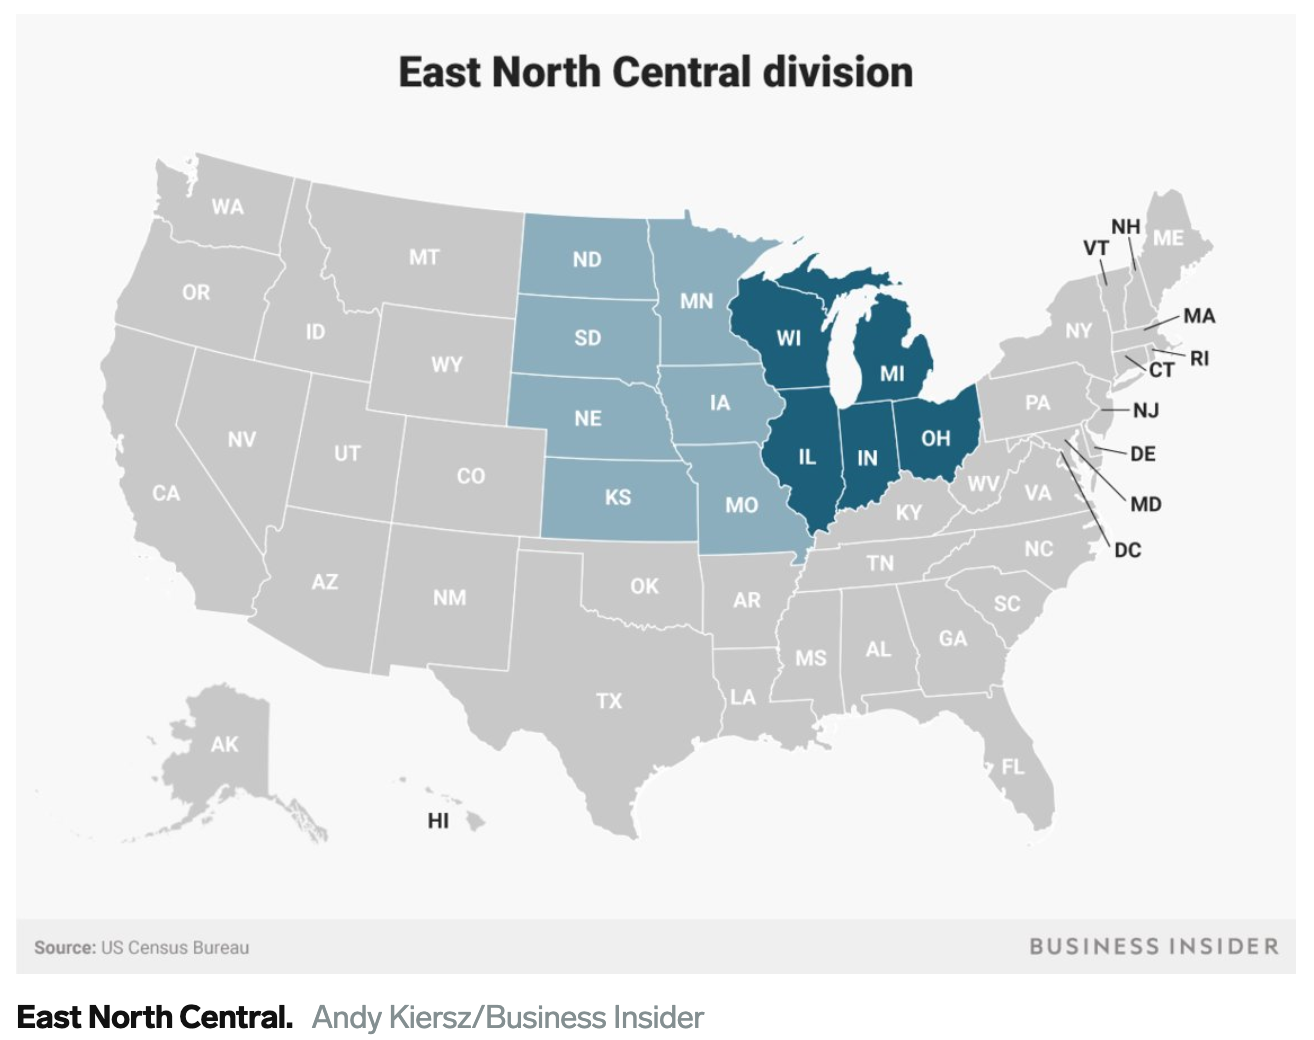 East North Central division
WA
MT
ND
MN
OR
ID
SD
WI
MI
WY
NE
IA
NV
UT
CO
KS
MO
IL
IN
OH
CA
AZ
NM
OK
AR
TX
LA
MS
AL
GA
TN
KY
WV
VA
NC
SC
FL
PA
NY
VT
NH
ME
MA
RI
CT
NJ
DE
MD
DC
AK
HI
Source: US Census Bureau
BUSINESS INSIDER
East North Central. Andy Kiersz/Business Insider